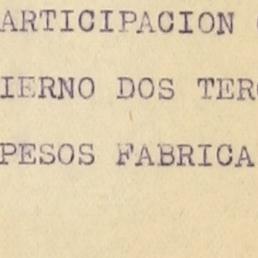 ARTICIPACION
IERNO DOS TER
PESOS FABRICA